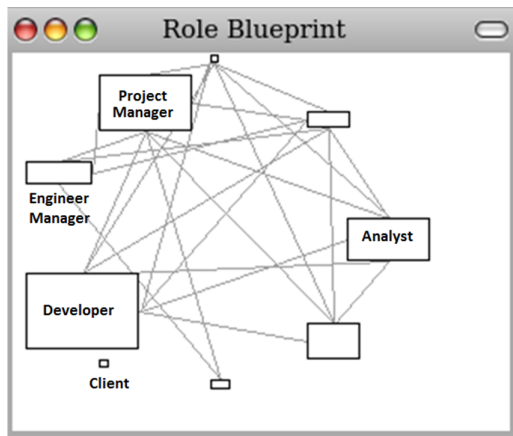 Role Blueprint
Project
Manager
Engineer
Manager
Analyst
Developer
Client